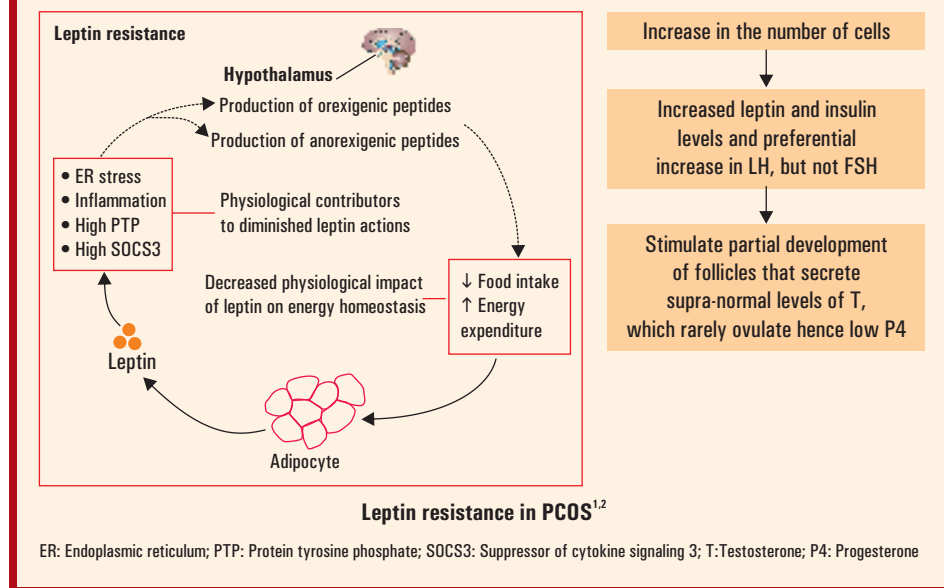 Leptin resistance
Hypothalamus
Production of orexigenic peptides
Production of anorexigenic peptides
• ER stress
• Inflammation
• High PTP
• High SOCS3
Physiological contributors
to diminished leptin actions
Decreased physiological impact
of leptin on energy homeostasis
↓ Food intake
↑ Energy
expenditure
Leptin
Adipocyte
Increase in the number of cells
Increased leptin and insulin
levels and preferential
increase in LH, but not FSH
Stimulate partial development
of follicles that secrete
supra-normal levels of T,
which rarely ovulate hence low P4
Leptin resistance in PCOS1,2
ER: Endoplasmic reticulum; PTP: Protein tyrosine phosphate; SOCS3: Suppressor of cytokine signaling 3; T:Testosterone; P4: Progesterone